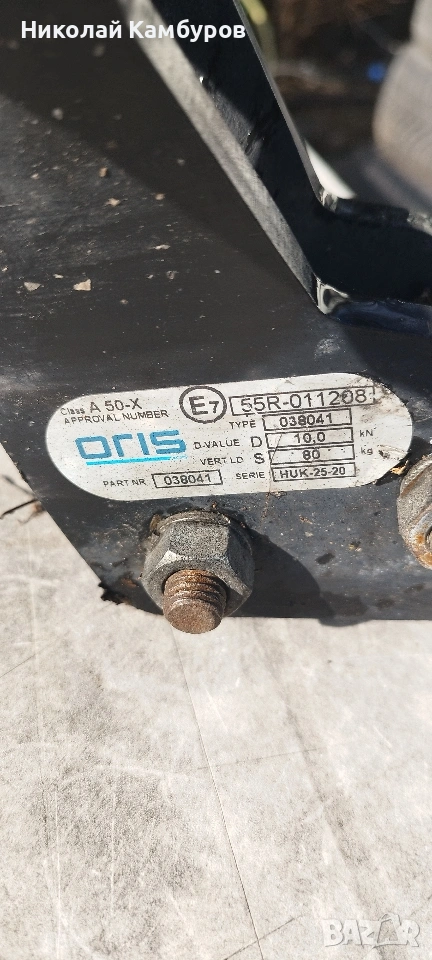 Николай Камбуров
Class A 50-X E7 55R-011208
APPROVAL NUMBER TYPE 038041
ORIS D-VALUE D 10,0 kN
VERT LD S 80 kg
PART NR 038041 SERIE HUK-25-20
BAZAR